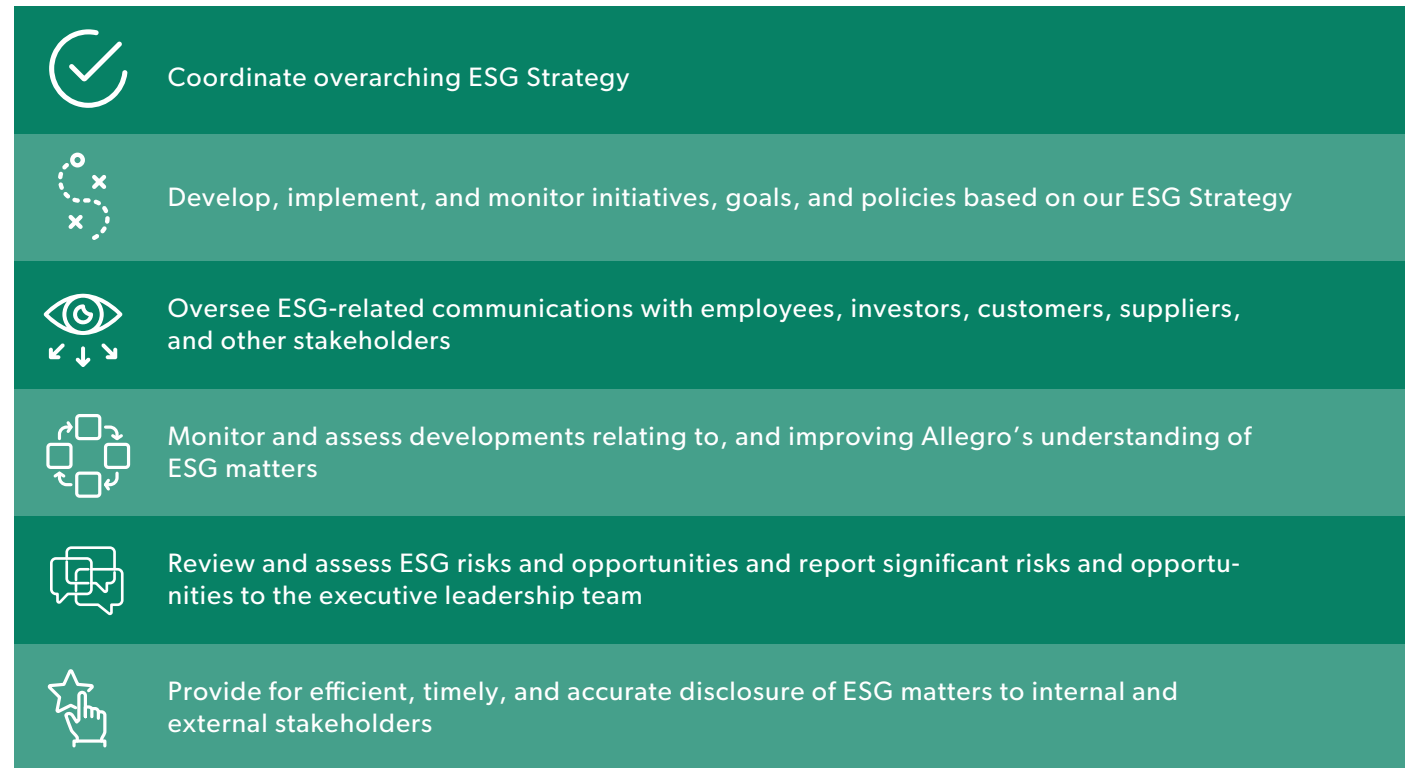 Coordinate overarching ESG Strategy
Develop, implement, and monitor initiatives, goals, and policies based on our ESG Strategy
Oversee ESG-related communications with employees, investors, customers, suppliers,
and other stakeholders
Monitor and assess developments relating to, and improving Allegro’s understanding of
ESG matters
Review and assess ESG risks and opportunities and report significant risks and opportu-
nities to the executive leadership team
Provide for efficient, timely, and accurate disclosure of ESG matters to internal and
external stakeholders